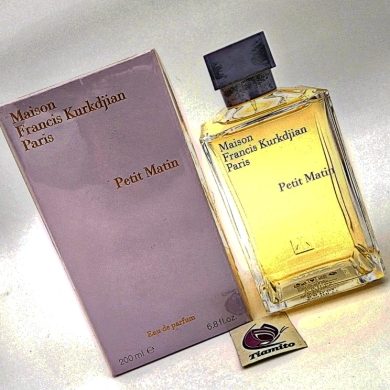 Maison
Francis Kurkdjian
Paris
Petit Matin
Eau de parfum
200 ml ℮
6.8 fl.oz.
Maison
Francis Kurkdjian
Paris
Petit Matin
Tiamito